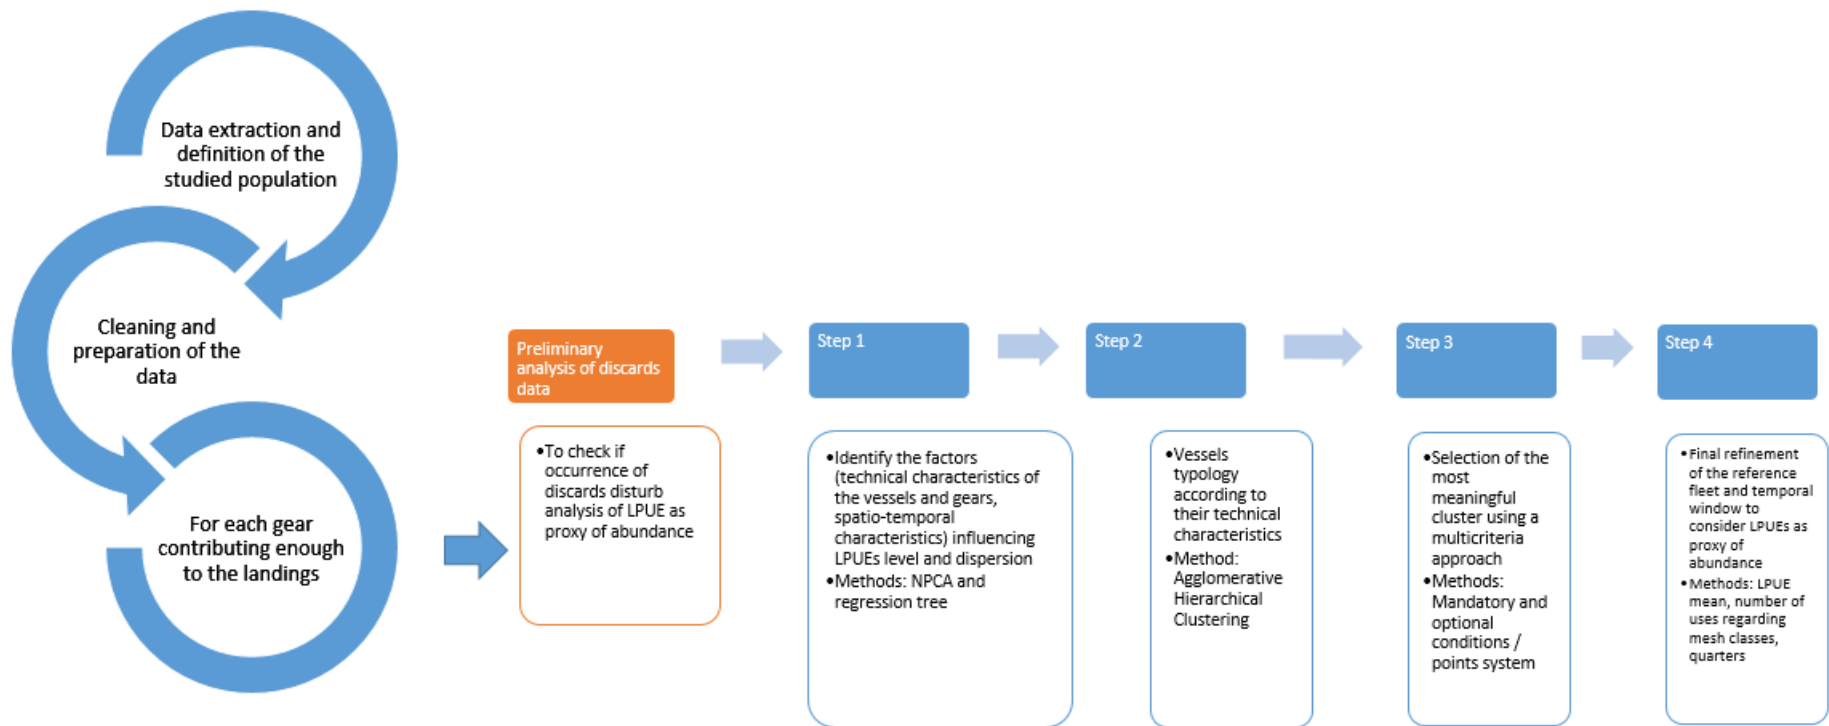 Data extraction and
definition of the
studied population
Cleaning and
preparation of the
data
For each gear
contributing enough
to the landings
Preliminary
analysis of discards
data
•To check if
occurrence of
discards disturb
analysis of LPUE as
proxy of abundance
Step 1
•Identify the factors
(technical characteristics of
the vessels and gears,
spatio-temporal
characteristics) influencing
LPUEs level and dispersion
•Methods: NPCA and
regression tree
Step 2
•Vessels
typology
according to
their technical
characteristics
•Method:
Agglomerative
Hierarchical
Clustering
Step 3
•Selection of the
most
meaningful
cluster using a
multicriteria
approach
•Methods:
Mandatory and
optional
conditions /
points system
Step 4
•Final refinement
of the reference
fleet and temporal
window to
consider LPUEs as
proxy of
abundance
•Methods: LPUE
mean, number of
uses regarding
mesh classes,
quarters